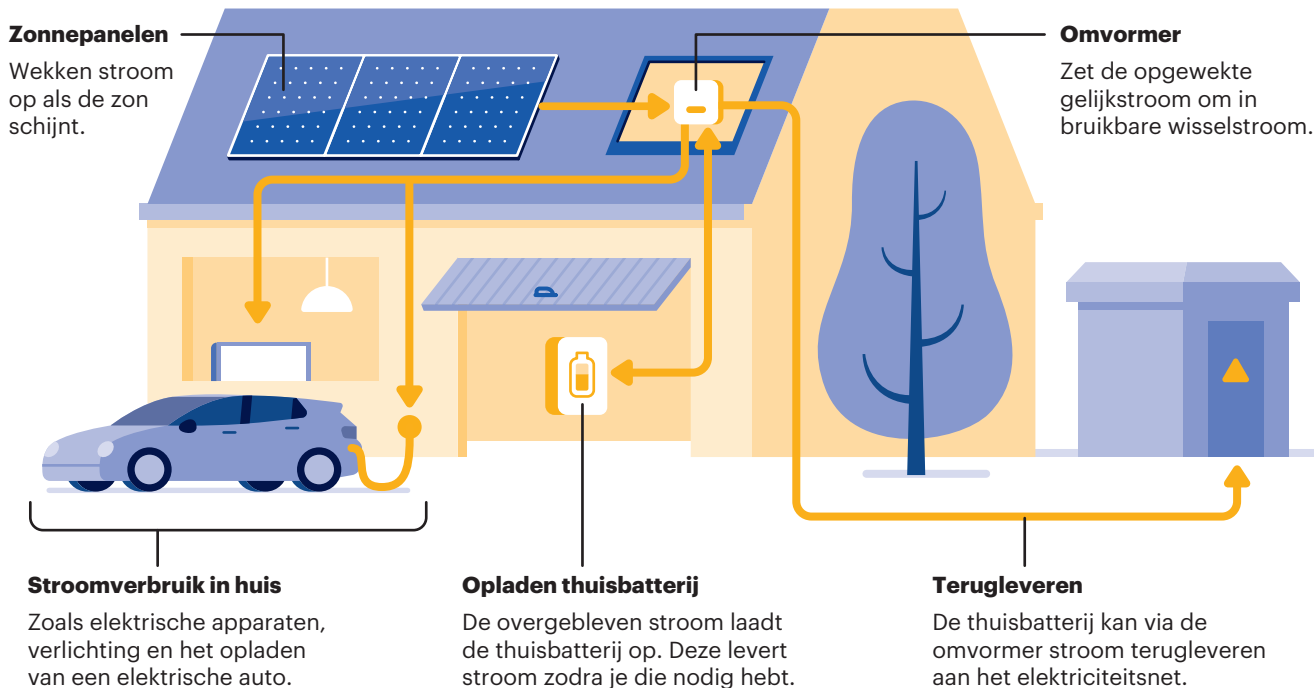 Zonnepanelen
Wekken stroom
op als de zon
schijnt.
Omvormer
Zet de opgewekte
gelijkstroom om in
bruikbare wisselstroom.
Stroomverbruik in huis
Zoals elektrische apparaten,
verlichting en het opladen
van een elektrische auto.
Opladen thuisbatterij
De overgebleven stroom laadt
de thuisbatterij op. Deze levert
stroom zodra je die nodig hebt.
Terugleveren
De thuisbatterij kan via de
omvormer stroom terugleveren
aan het elektriciteitsnet.